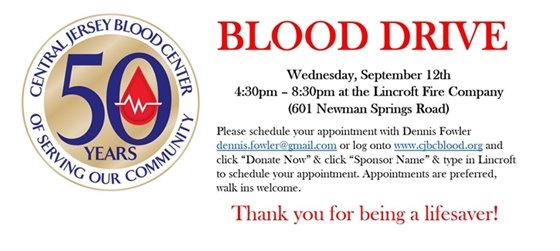 CENTRAL JERSEY BLOOD CENTER
50
YEARS
OF SERVING OUR COMMUNITY
BLOOD DRIVE
Wednesday, September 12th
4:30pm – 8:30pm at the Lincroft Fire Company
(601 Newman Springs Road)
Please schedule your appointment with Dennis Fowler
dennis.fowler@gmail.com or log onto www.cjbcblood.org and
click “Donate Now” & click “Sponsor Name” & type in Lincroft
to schedule your appointment. Appointments are preferred,
walk ins welcome.
Thank you for being a lifesaver!